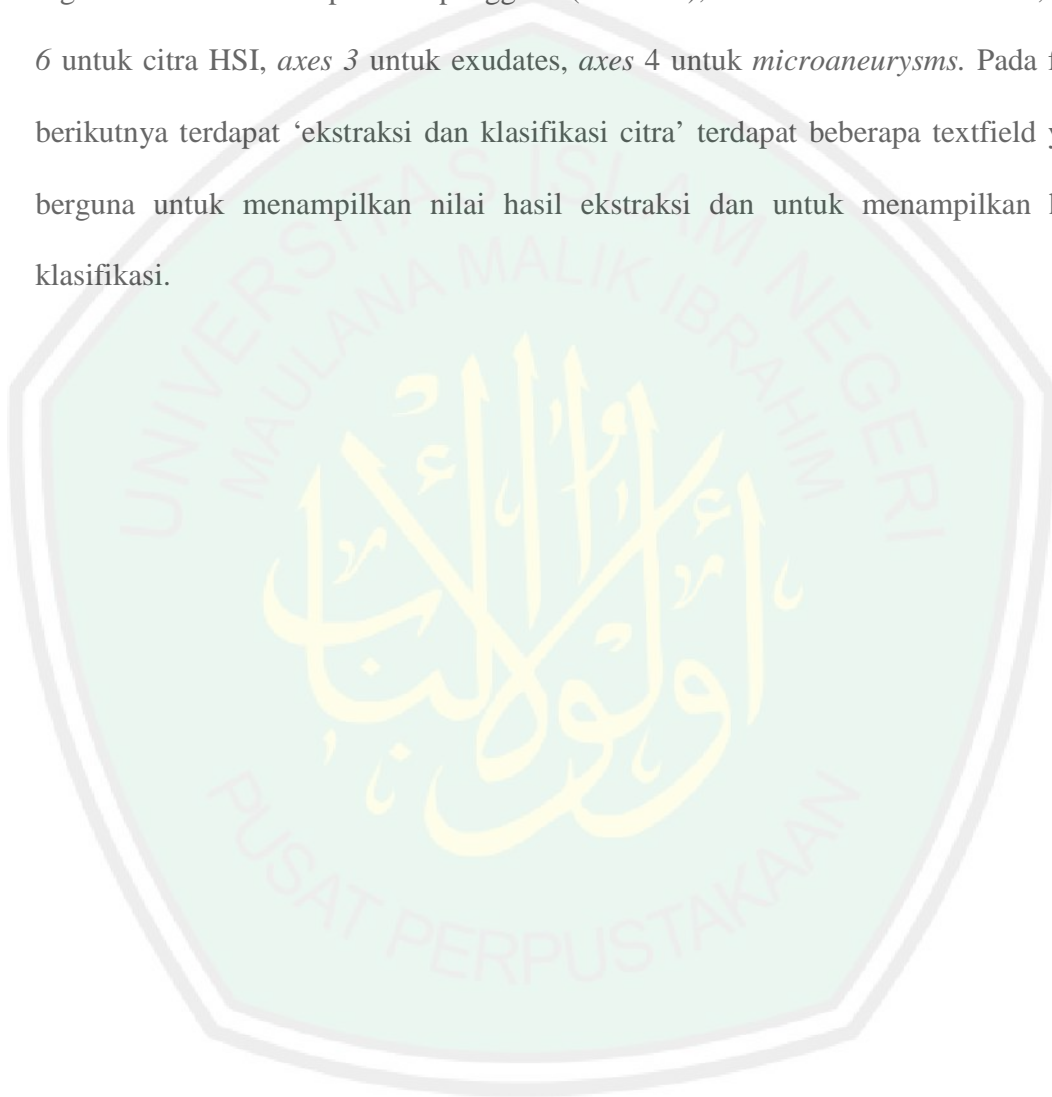 6 untuk citra HSI, axes 3 untuk exudates, axes 4 untuk microaneurysms. Pada
berikutnya terdapat ‘ekstraksi dan klasifikasi citra’ terdapat beberapa textfield
berguna untuk menampilkan nilai hasil ekstraksi dan untuk menampilkan
klasifikasi.
UNIVERSITAS ISLAM NEGERI
MAULANA MALIK IBRAHIM
أولوا الألباب
PUSAT PERPUSTAKAAN